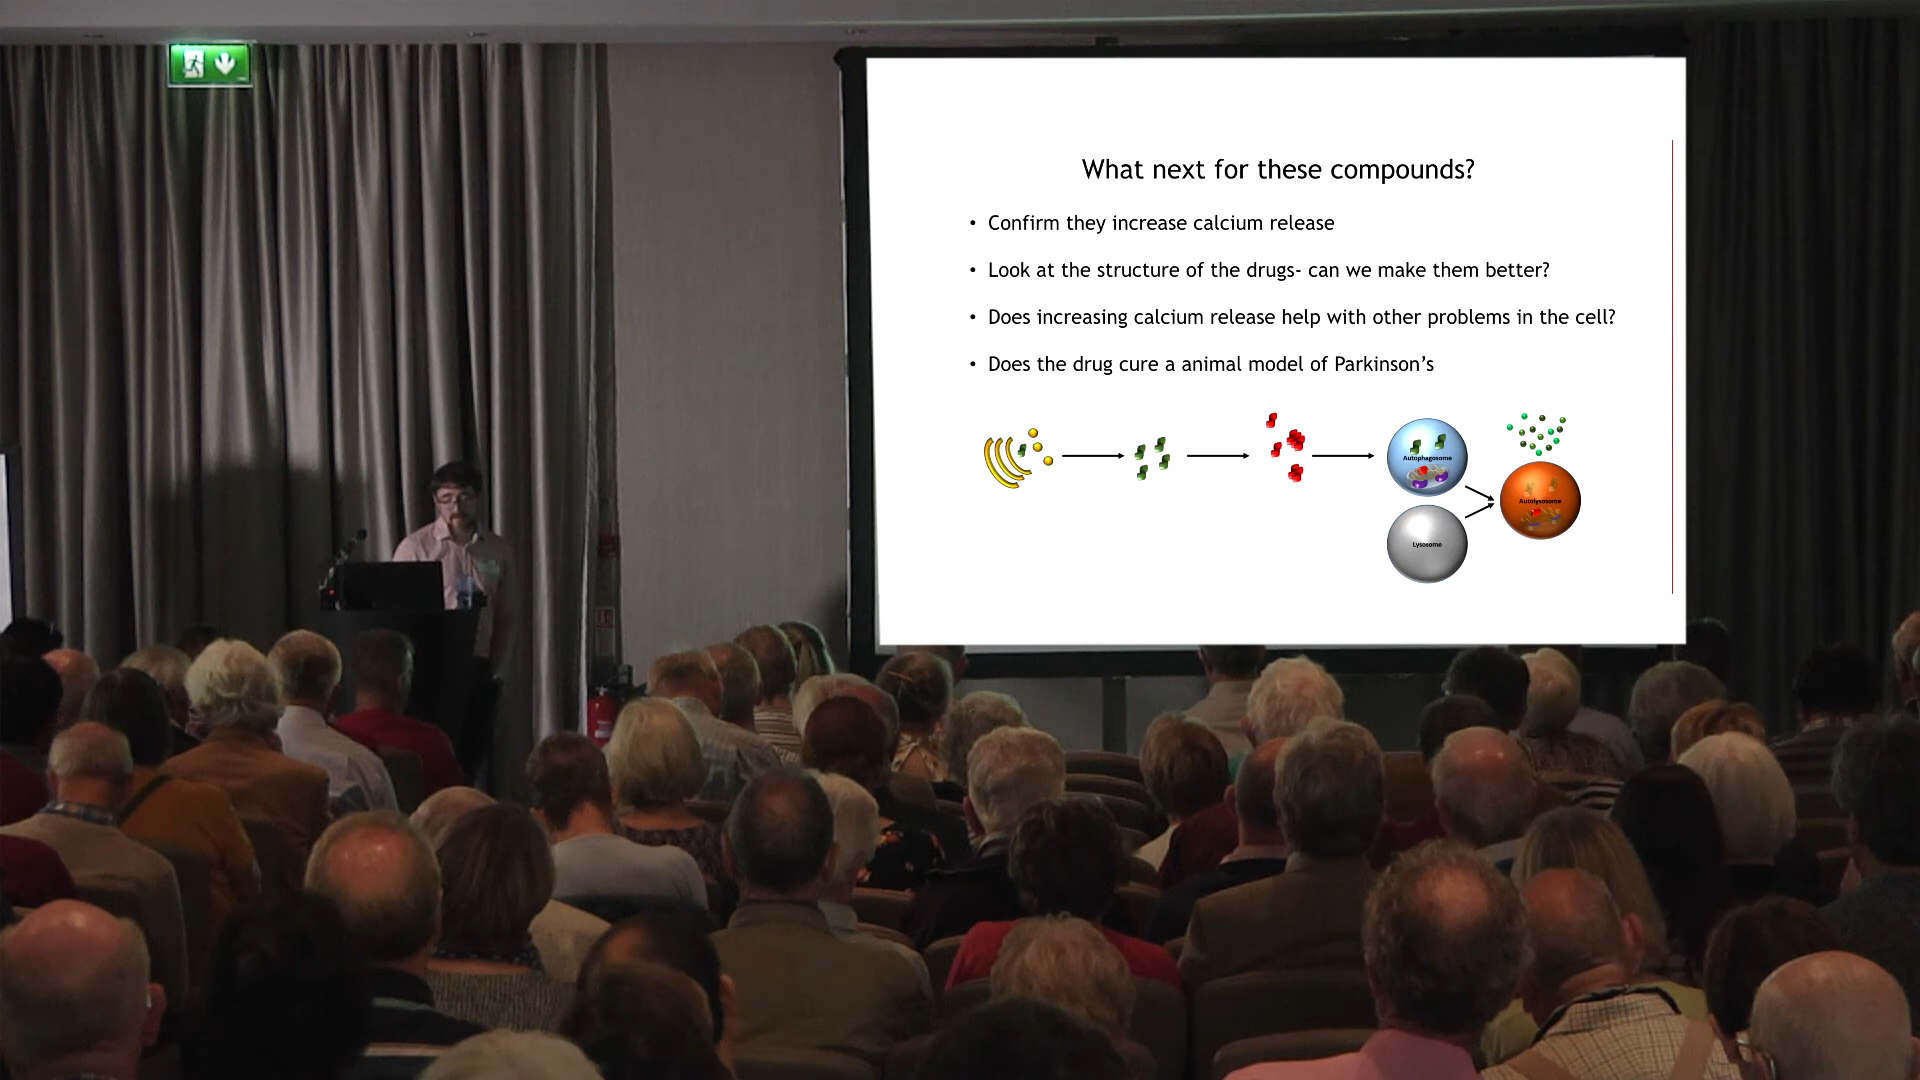 What next for these compounds?
• Confirm they increase calcium release
• Look at the structure of the drugs- can we make them better?
• Does increasing calcium release help with other problems in the cell?
• Does the drug cure a animal model of Parkinson’s
Autophagosome
Autolysosome
Lysosome